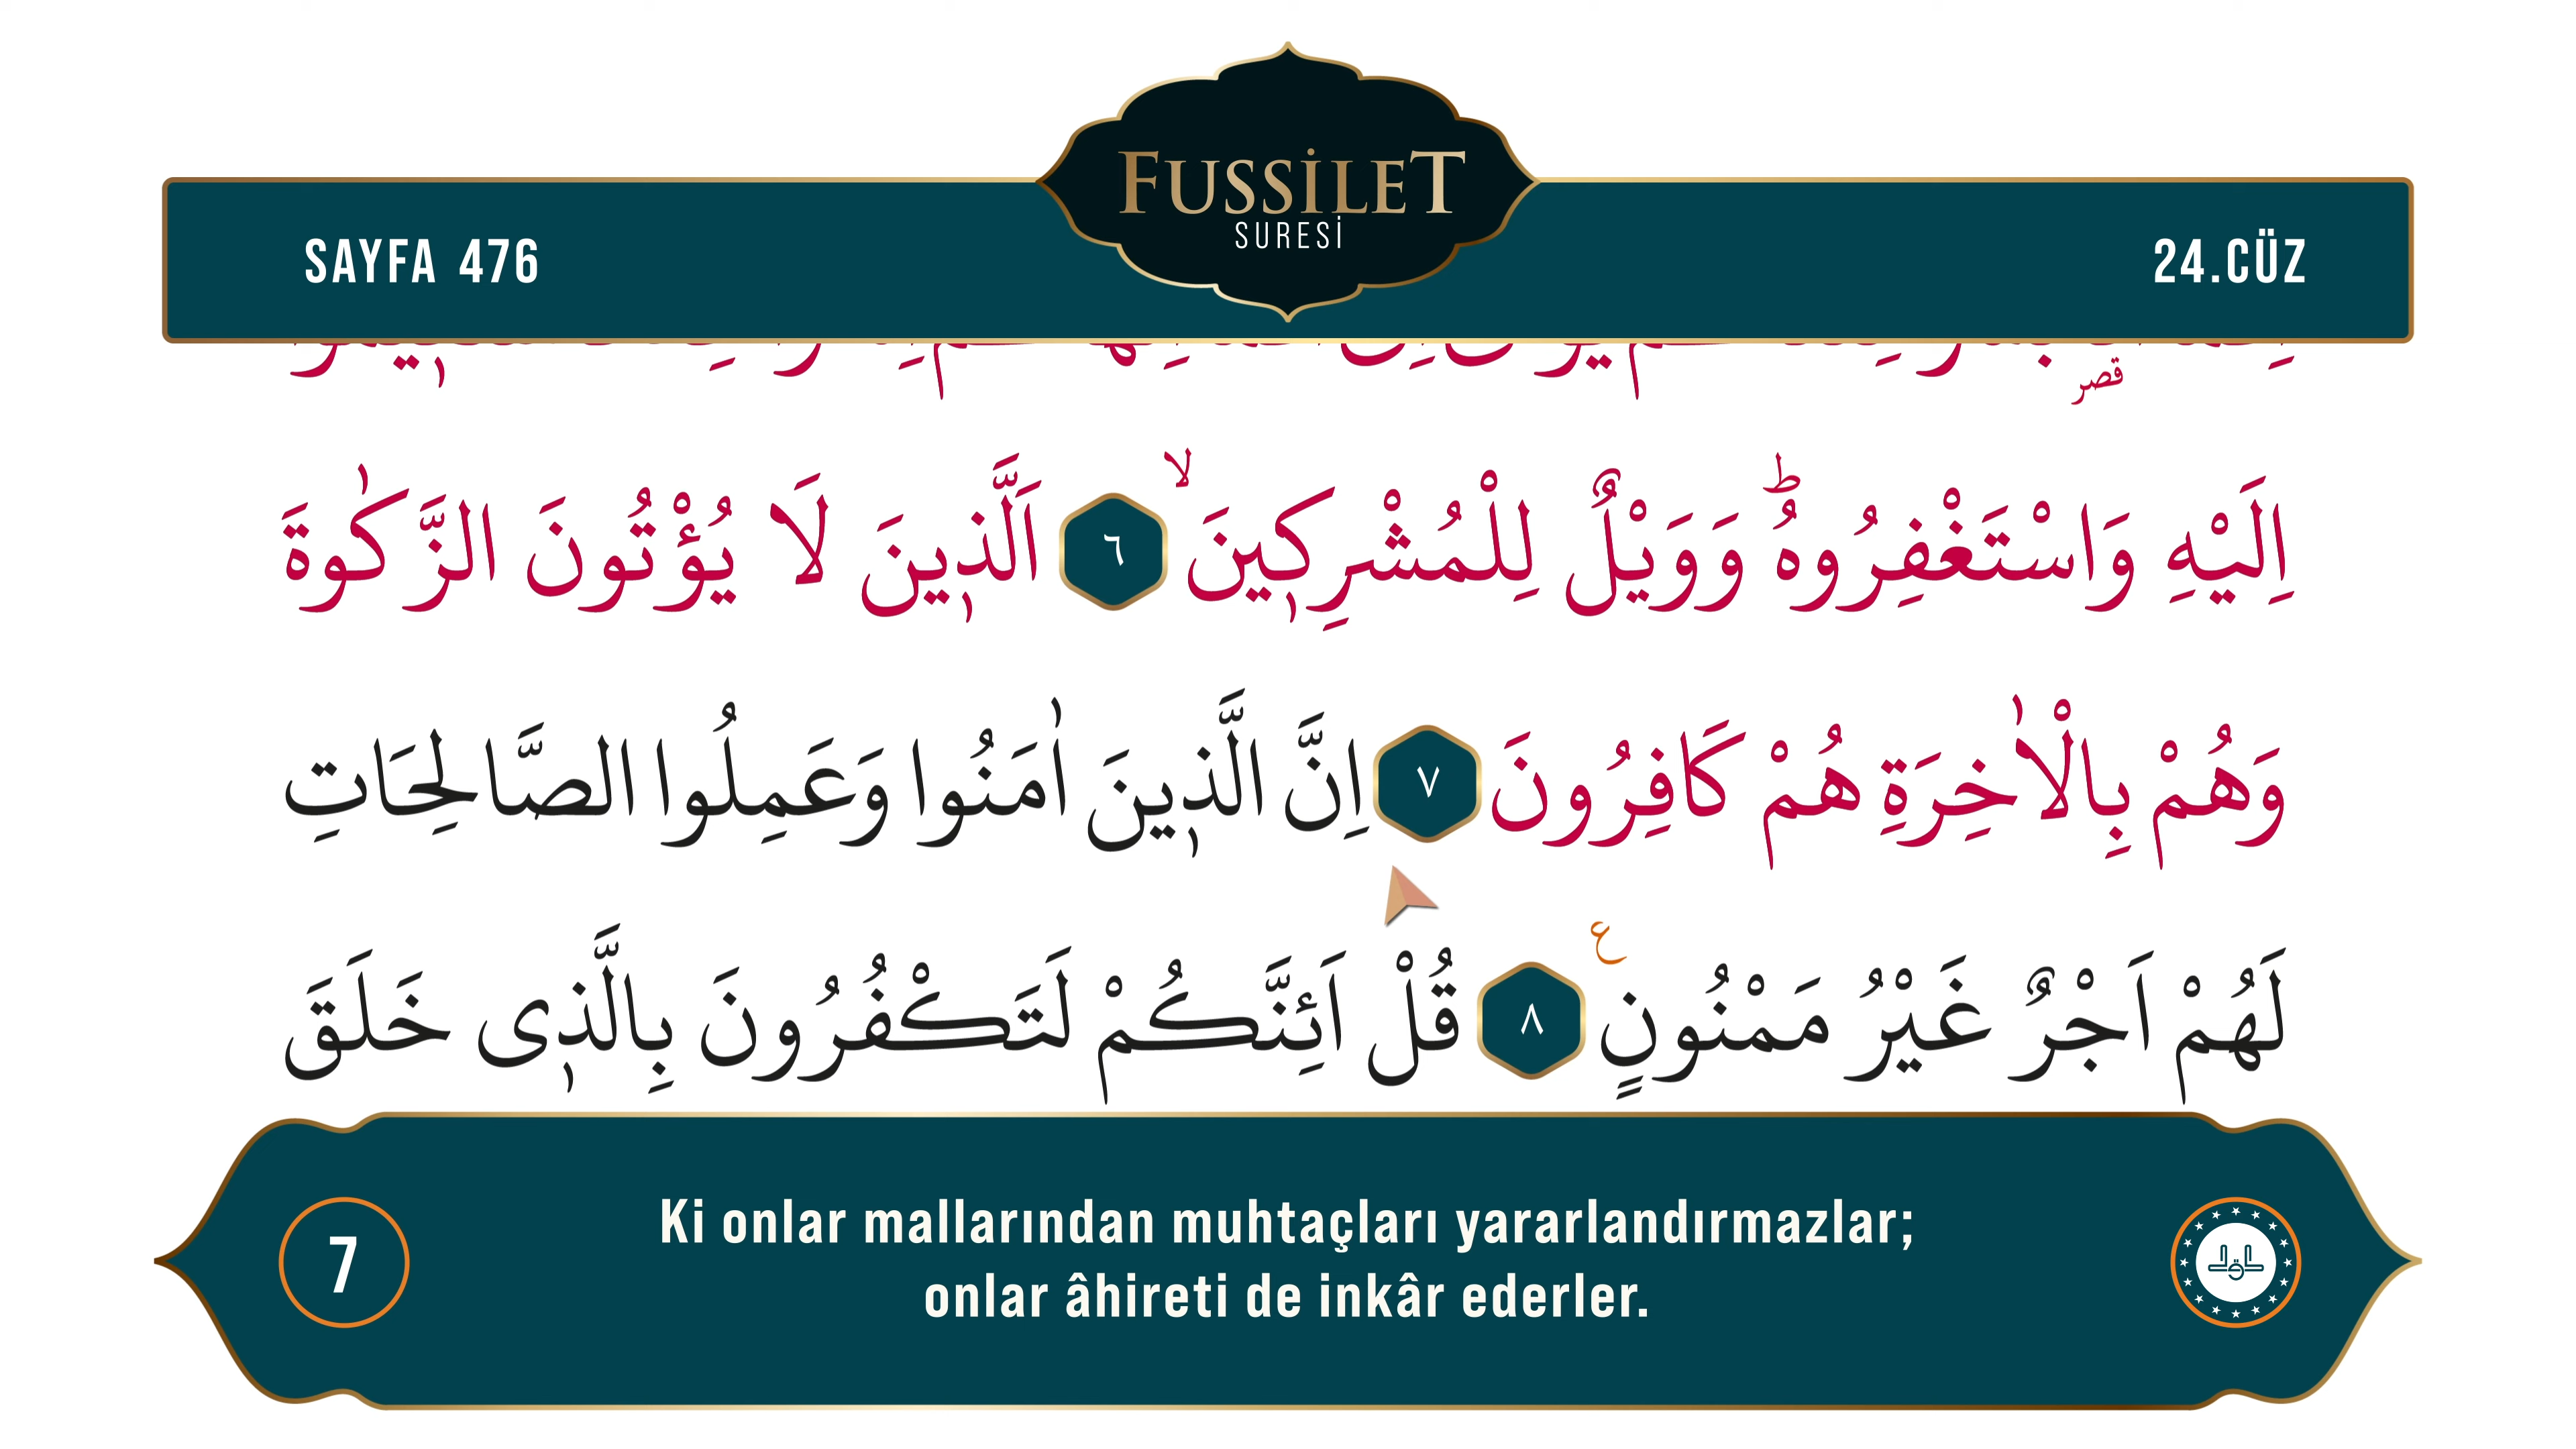 FUSSİLET
SURESİ
SAYFA 476
24.CÜZ
قصر
اِلَيْهِ وَاسْتَغْفِرُوهُۜ وَوَيْلٌ لِلْمُشْرِك۪ينَۙ ٦ اَلَّذ۪ينَ لَا يُؤْتُونَ الزَّكٰوةَ
وَهُمْ بِالْاٰخِرَةِ هُمْ كَافِرُونَ ٧ اِنَّ الَّذ۪ينَ اٰمَنُوا وَعَمِلُوا الصَّالِحَاتِ
لَهُمْ اَجْرٌ غَيْرُ مَمْنُونٍ ع ٨ قُلْ اَئِنَّكُمْ لَتَكْفُرُونَ بِالَّذ۪ى خَلَقَ
7
Ki onlar mallarından muhtaçları yararlandırmazlar;
onlar âhireti de inkâr ederler.